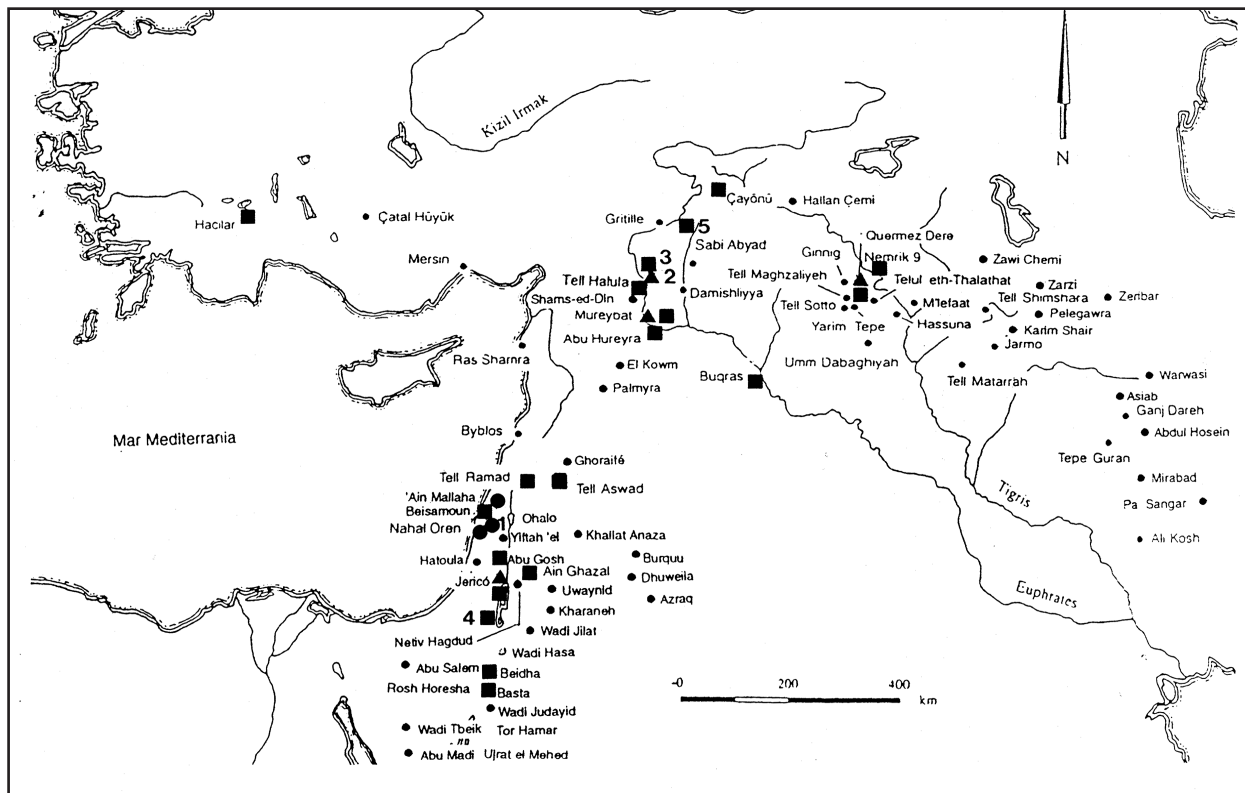 Kizil Irmak
N
Hacılar
Çatal Hüyük
Mersin
Gritille
5
Çayönü
Hallan Çemi
Sabi Abyad
3
2
Tell Halula
Shams-ed-Din
Damishliyya
Mureybat
Abu Hureyra
Quermez Dere
Ginnig
Nemrik 9
Tell Maghzaliyeh
Telul eth-Thalathat
Tell Sotto
Yarim Tepe
M'lefaat
Hassuna
Umm Dabaghiyah
Zawi Chemi
Zarzi
Tell Shimshara
Zeribar
Pelegawra
Karim Shair
Jarmo
Tell Matarrah
Ras Shamra
El Kowm
Palmyra
Buqras
Warwasi
Asiab
Ganj Dareh
Abdul Hosein
Tepe Guran
Mirabad
Pa Sangar
Ali Kosh
Mar Mediterrania
Byblos
Ghoraifé
Tell Ramad
Tell Aswad
'Ain Mallaha
Beisamoun
1
Ohalo
Nahal Oren
Yiftah 'el
Khallat Anaza
Hatoula
Abu Gosh
Burquu
Jericó
Ain Ghazal
Dhuweila
Uwaynid
Azraq
Kharaneh
4
Netiv Hagdud
Wadi Jilat
Wadi Hasa
Abu Salem
Beidha
Rosh Horesha
Basta
Wadi Judayid
Wadi Tbeik
Tor Hamar
Abu Madi
Ujrat el Mehed
Tigris
Euphrates
-0 200 400
km